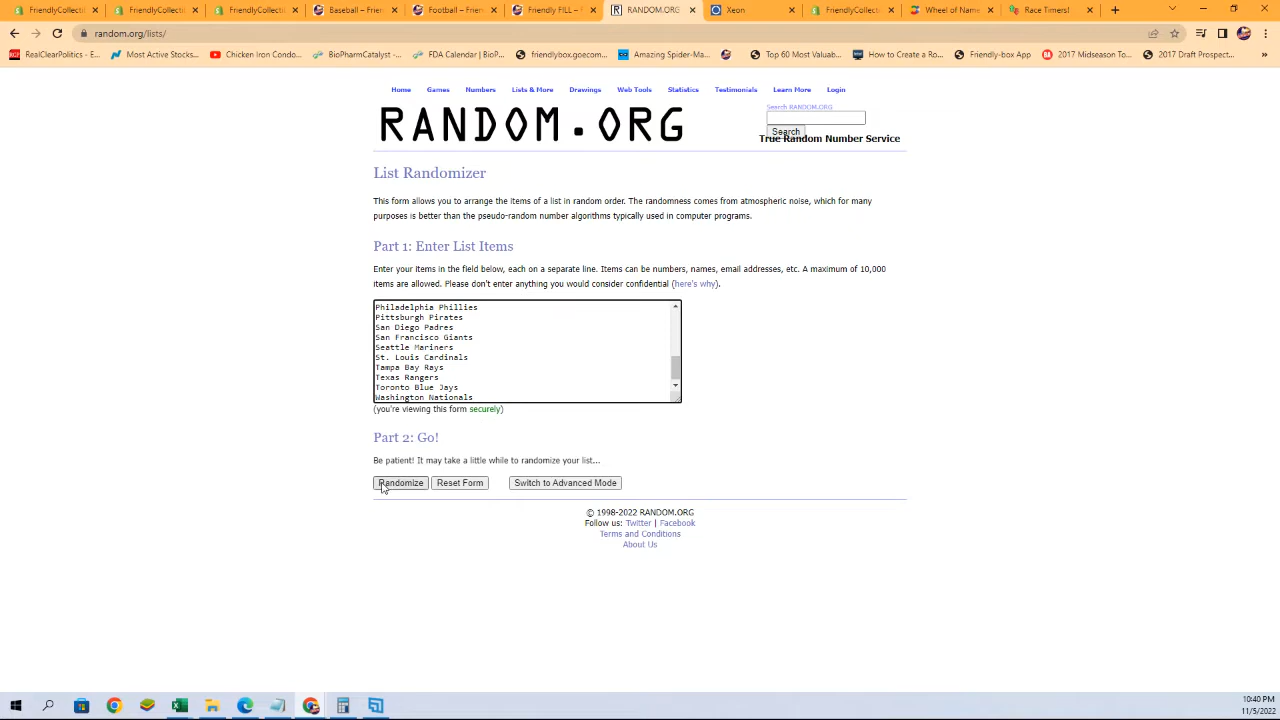 FriendlyCollecti
FriendlyCollecti
FriendlyCollecti
Baseball – Frien
Football – Frien
Friendly FILL –
RANDOM.ORG
Xeon
FriendlyCollecti
Wheel of Name
Race Timers!
random.org/lists/
RealClearPolitics - E...
Most Active Stocks...
Chicken Iron Condo...
BioPharmCatalyst -...
FDA Calendar | Bio...
friendlybox.goecom...
Amazing Spider-Ma...
Top 60 Most Valuab...
How to Create a Ro...
Friendly-box App
2017 Midseason To...
2017 Draft Prospect...
Home Games Numbers Lists & More Drawings Web Tools Statistics Testimonials Learn More Login
RANDOM.ORG
Search RANDOM.ORG
Search
True Random Number Service
List Randomizer
This form allows you to arrange the items of a list in random order. The randomness comes from atmospheric noise, which for many
purposes is better than the pseudo-random number algorithms typically used in computer programs.
Part 1: Enter List Items
Enter your items in the field below, each on a separate line. Items can be numbers, names, email addresses, etc. A maximum of 10,000
items are allowed. Please don't enter anything you would consider confidential (here's why).
Philadelphia Phillies
Pittsburgh Pirates
San Diego Padres
San Francisco Giants
Seattle Mariners
St. Louis Cardinals
Tampa Bay Rays
Texas Rangers
Toronto Blue Jays
Washington Nationals
(you're viewing this form securely)
Part 2: Go!
Be patient! It may take a little while to randomize your list...
Randomize Reset Form Switch to Advanced Mode
© 1998-2022 RANDOM.ORG
Follow us: Twitter | Facebook
Terms and Conditions
About Us
10:40 PM
11/5/2022